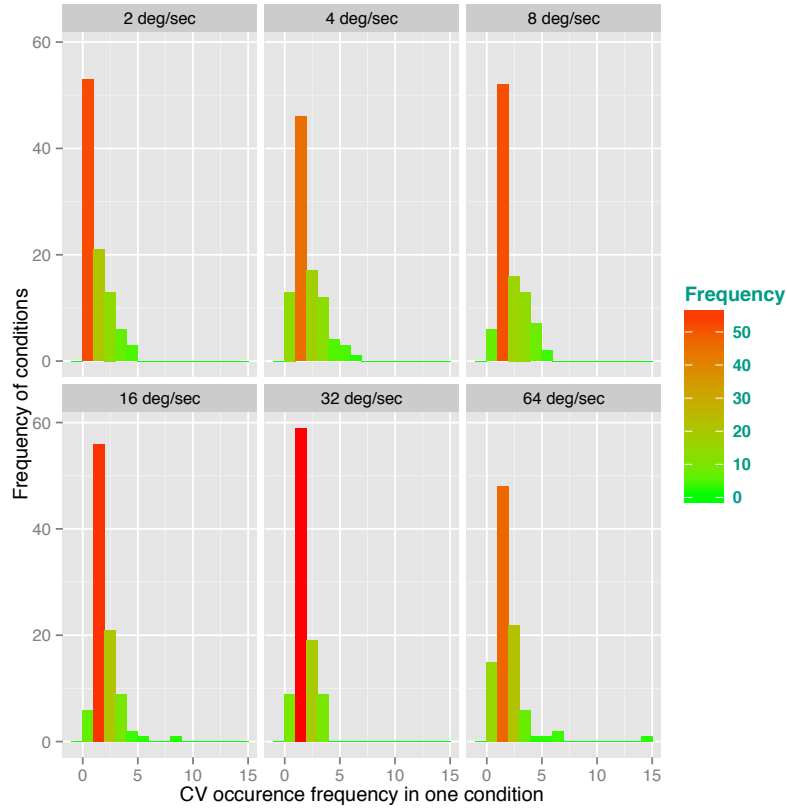 2 deg/sec 4 deg/sec 8 deg/sec
60
40
20
0
16 deg/sec 32 deg/sec 64 deg/sec
60
40
20
0
0 5 10 15 0 5 10 15 0 5 10 15
CV occurence frequency in one condition
Frequency of conditions
Frequency
50
40
30
20
10
0